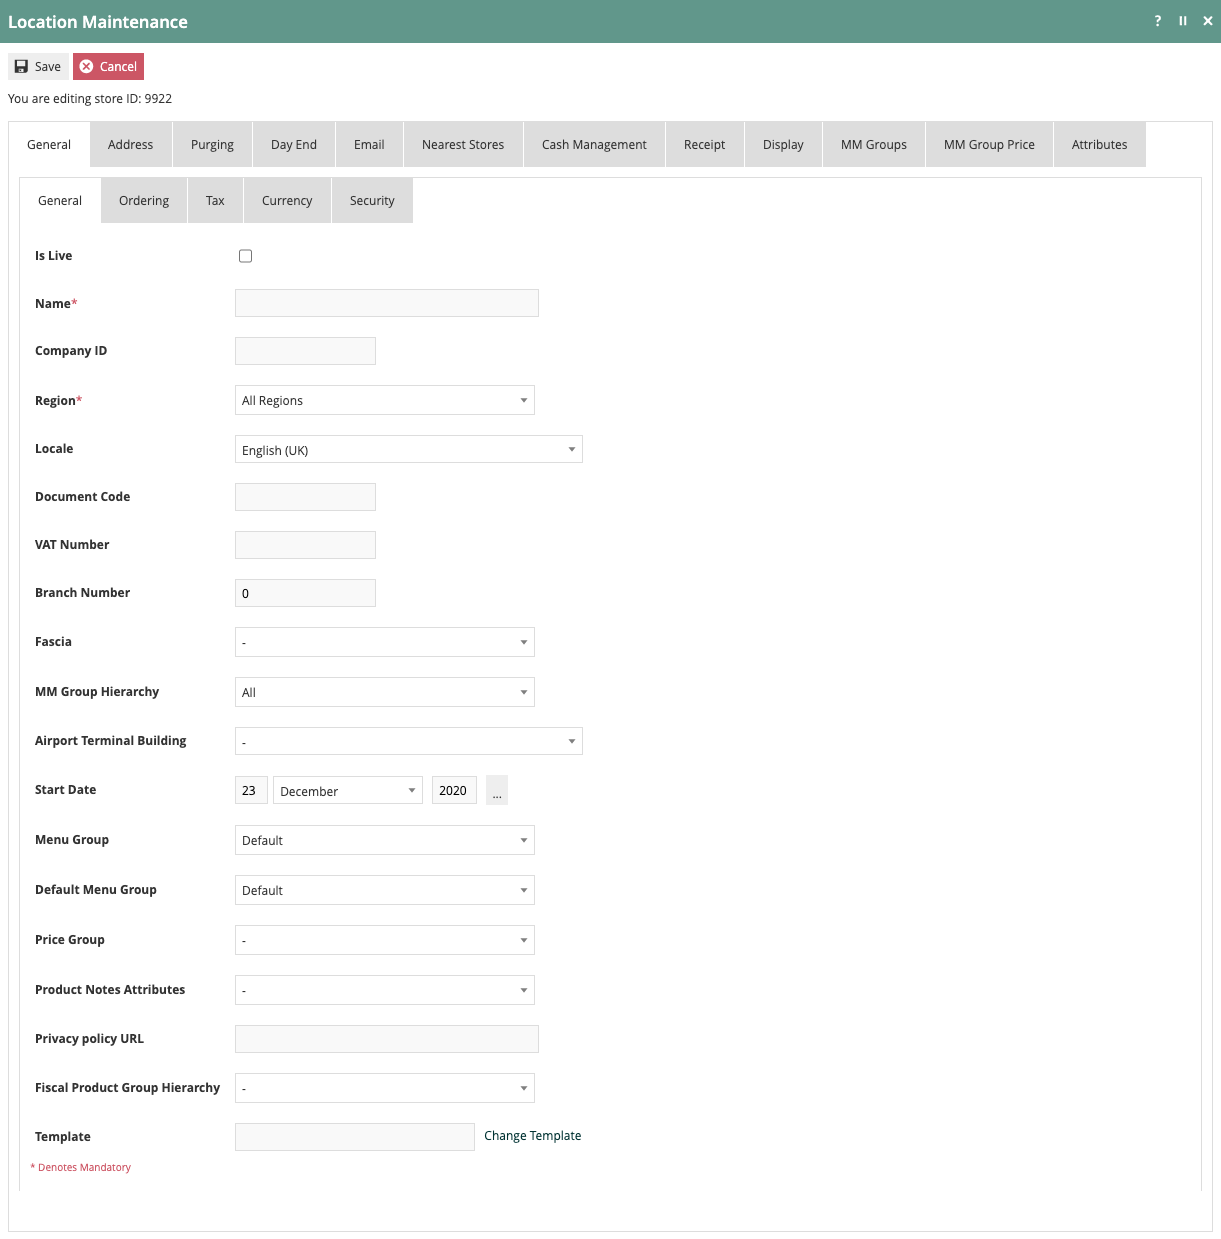 Location Maintenance
? II ×
Save Cancel
You are editing store ID: 9922
General Address Purging Day End Email Nearest Stores Cash Management Receipt Display MM Groups MM Group Price Attributes
General Ordering Tax Currency Security
Is Live
Name*
Company ID
Region* All Regions
Locale English (UK)
Document Code
VAT Number
Branch Number 0
Fascia -
MM Group Hierarchy All
Airport Terminal Building -
Start Date 23 December 2020 ...
Menu Group Default
Default Menu Group Default
Price Group -
Product Notes Attributes -
Privacy policy URL
Fiscal Product Group Hierarchy -
Template Change Template
* Denotes Mandatory